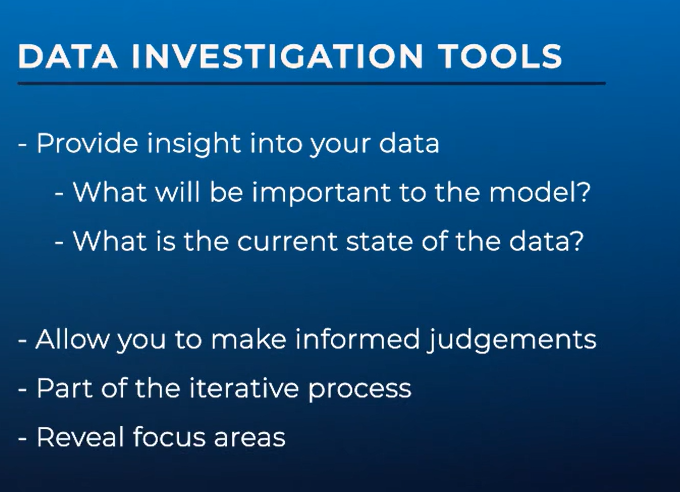 DATA INVESTIGATION TOOLS
- Provide insight into your data
- What will be important to the model?
- What is the current state of the data?
- Allow you to make informed judgements
- Part of the iterative process
- Reveal focus areas